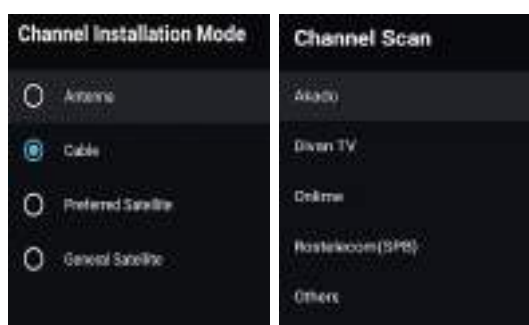 Channel Installation Mode
Antenna
Cable
Preferred Satellite
General Satellite
Channel Scan
Akado
Divan TV
Onlime
Rostelecom(SPB)
Others